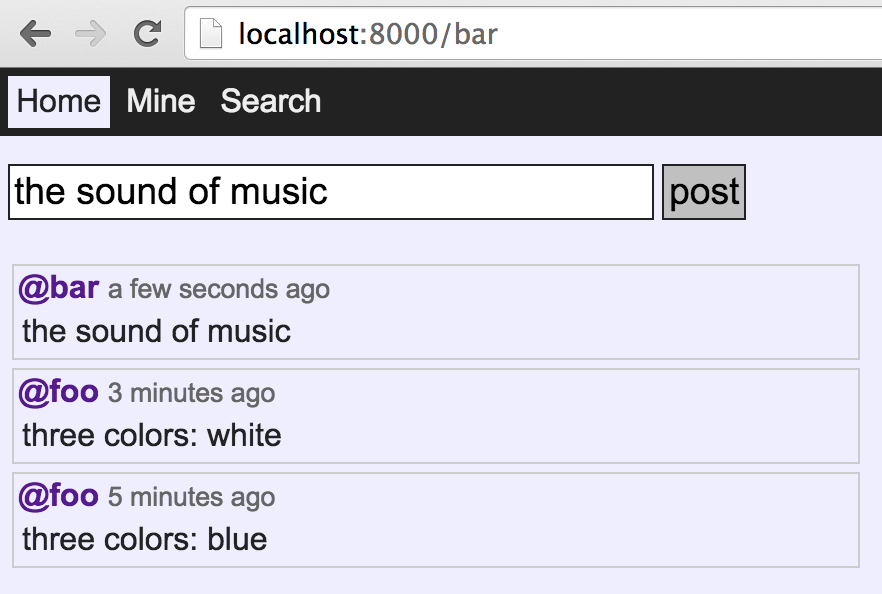 localhost:8000/bar
Home Mine Search
the sound of music post
@bar a few seconds ago
the sound of music
@foo 3 minutes ago
three colors: white
@foo 5 minutes ago
three colors: blue